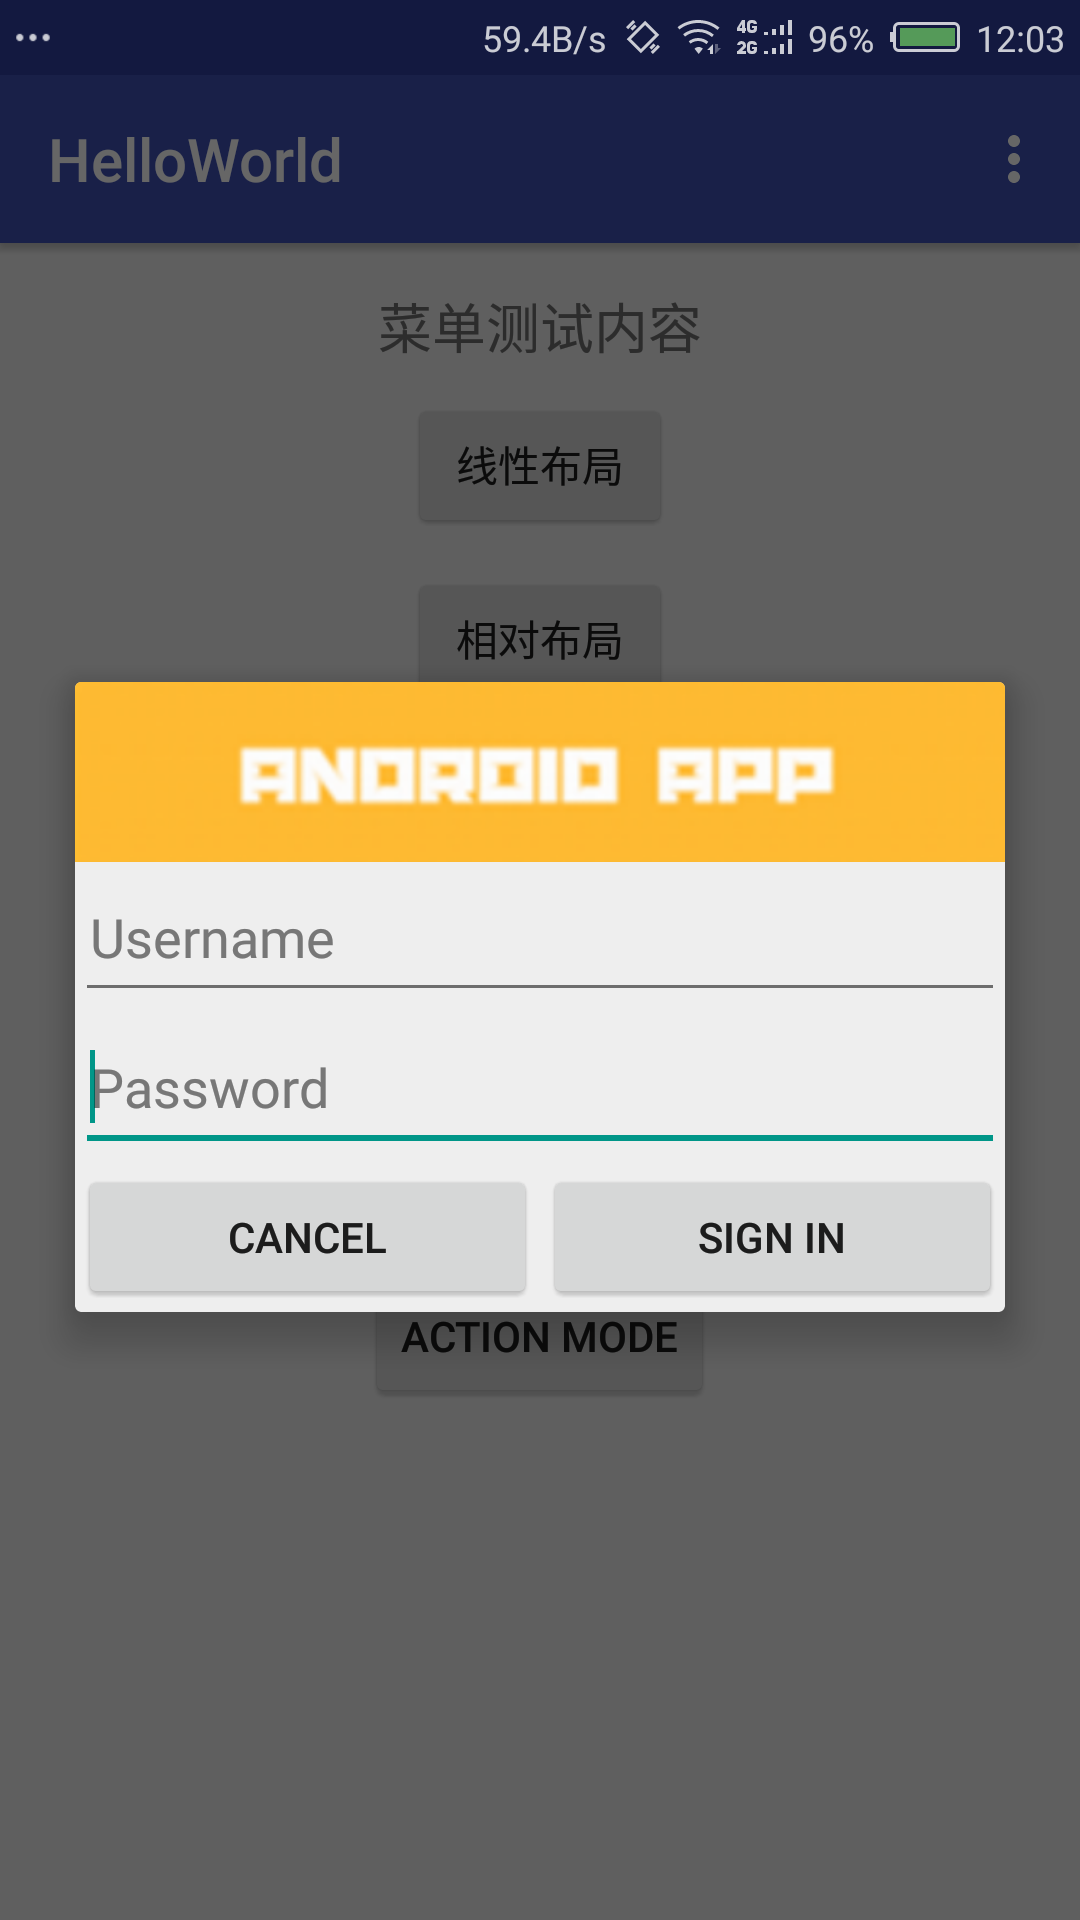 59.4B/s 4G 2G 96% 12:03
HelloWorld
菜单测试内容
线性布局
相对布局
ANDROID APP
Username
Password
CANCEL SIGN IN
ACTION MODE